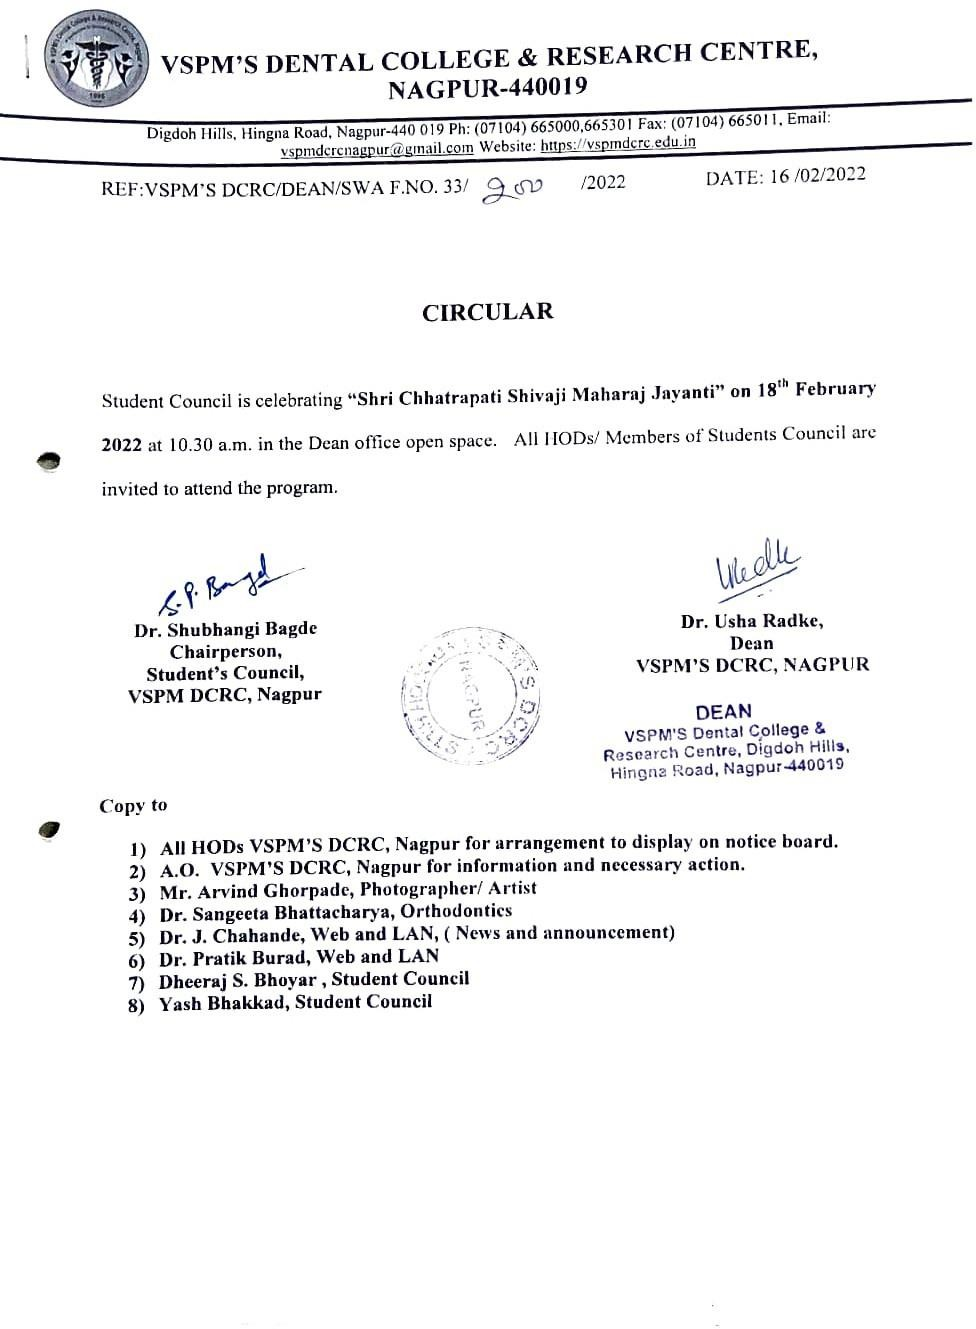 VSPM'S DENTAL COLLEGE & RESEARCH CENTRE,
NAGPUR-440019
Digdoh Hills, Hingna Road, Nagpur-440 019 Ph: (07104) 665000,665301 Fax: (07104) 665011, Email:
vspmdcrcnagpur@gmail.com Website: https://vspmdcrc.edu.in
REF:VSPM'S DCRC/DEAN/SWA F.NO. 33/ /2022 DATE: 16 /02/2022
CIRCULAR
Student Council is celebrating “Shri Chhatrapati Shivaji Maharaj Jayanti” on 18th February
2022 at 10.30 a.m. in the Dean office open space. All HODs/ Members of Students Council are
invited to attend the program.
S.P. Bagde
Dr. Shubhangi Bagde
Chairperson,
Student's Council,
VSPM DCRC, Nagpur
Dr. Usha Radke,
Dean
VSPM'S DCRC, NAGPUR
NAGPUR
DEAN
VSPM'S Dental College &
Research Centre, Digdoh Hills,
Hingna Road, Nagpur-440019
Copy to
1) All HODs VSPM'S DCRC, Nagpur for arrangement to display on notice board.
2) A.O. VSPM'S DCRC, Nagpur for information and necessary action.
3) Mr. Arvind Ghorpade, Photographer/ Artist
4) Dr. Sangeeta Bhattacharya, Orthodontics
5) Dr. J. Chahande, Web and LAN, ( News and announcement)
6) Dr. Pratik Burad, Web and LAN
7) Dheeraj S. Bhoyar , Student Council
8) Yash Bhakkad, Student Council